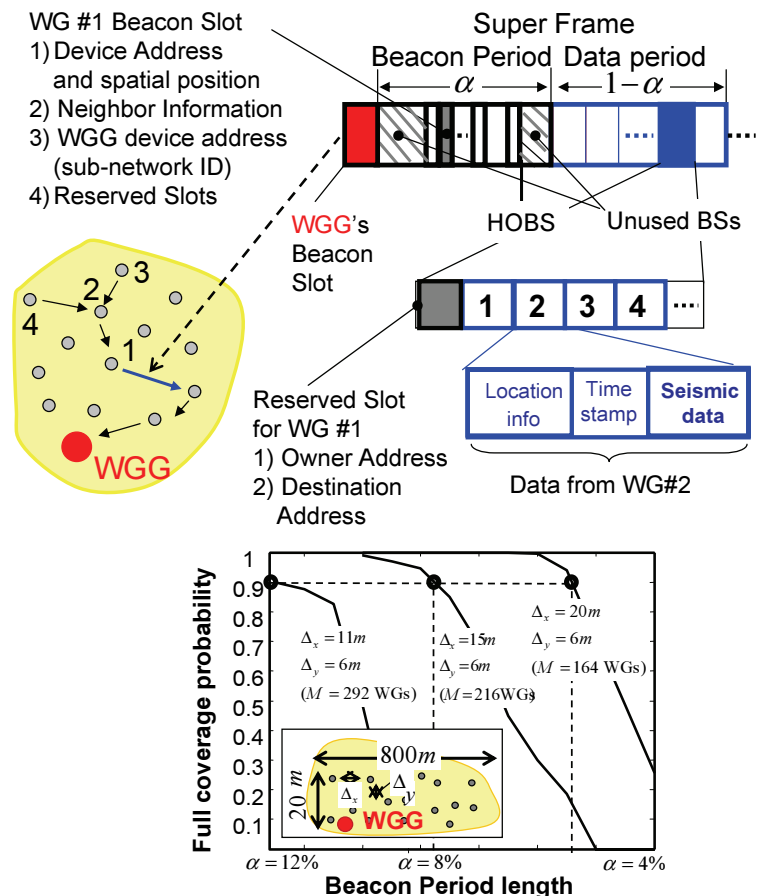 WG #1 Beacon Slot
1) Device Address
and spatial position
2) Neighbor Information
3) WGG device address
(sub-network ID)
4) Reserved Slots
Super Frame
Beacon Period Data period
α
1−α
WGG's
Beacon
Slot
HOBS
Unused BSs
3
2
4
1
WGG
1 2 3 4
Reserved Slot
for WG #1
1) Owner Address
2) Destination
Address
Location
info
Time
stamp
Seismic
data
Data from WG#2
Full coverage probability
1
0.9
0.8
0.7
0.6
0.5
0.4
0.3
0.2
0.1
Δx = 11m
Δy = 6m
(M = 292 WGs)
Δx = 15m
Δy = 6m
(M = 216WGs)
Δx = 20m
Δy = 6m
(M = 164 WGs)
800m
20 m
Δx
Δy
WGG
α = 12%
α = 8%
α = 4%
Beacon Period length